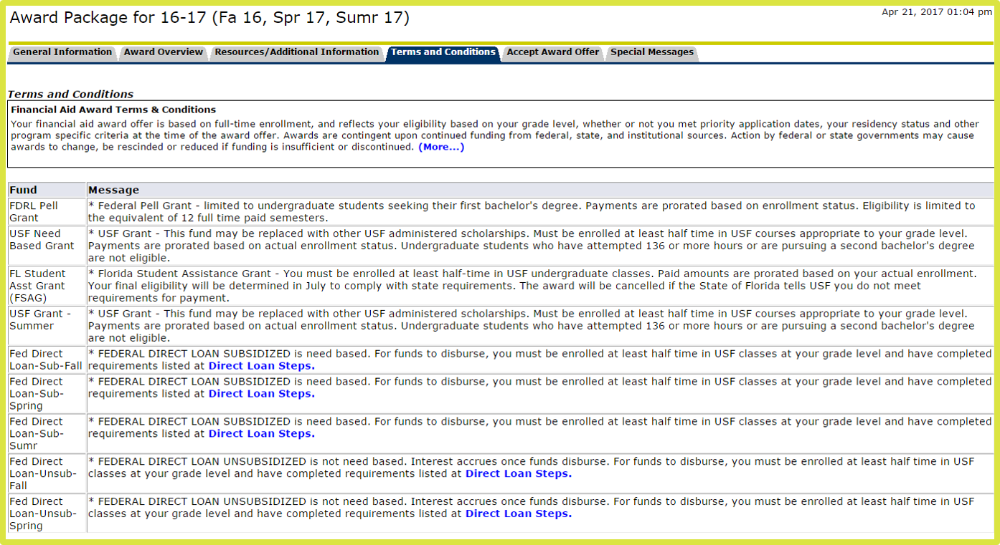 Award Package for 16-17 (Fa 16, Spr 17, Sumr 17)
Apr 21, 2017 01:04 pm
General Information
Award Overview
Resources/Additional Information
Terms and Conditions
Accept Award Offer
Special Messages
Terms and Conditions
Financial Aid Award Terms & Conditions
Your financial aid award offer is based on full-time enrollment, and reflects your eligibility based on your grade level, whether or not you met priority application dates, your residency status and other
program specific criteria at the time of the award offer. Awards are contingent upon continued funding from federal, state, and institutional sources. Action by federal or state governments may cause
awards to change, be rescinded or reduced if funding is insufficient or discontinued. (More...)
Fund
Message
FDRL Pell
Grant
* Federal Pell Grant - limited to undergraduate students seeking their first bachelor's degree. Payments are prorated based on enrollment status. Eligibility is limited to
the equivalent of 12 full time paid semesters.
USF Need
Based Grant
* USF Grant - This fund may be replaced with other USF administered scholarships. Must be enrolled at least half time in USF courses appropriate to your grade level.
Payments are prorated based on actual enrollment status. Undergraduate students who have attempted 136 or more hours or are pursuing a second bachelor's degree
are not eligible.
FL Student
Asst Grant
(FSAG)
* Florida Student Assistance Grant - You must be enrolled at least half-time in USF undergraduate classes. Paid amounts are prorated based on your actual enrollment.
Your final eligibility will be determined in July to comply with state requirements. The award will be cancelled if the State of Florida tells USF you do not meet
requirements for payment.
USF Grant -
Summer
* USF Grant - This fund may be replaced with other USF administered scholarships. Must be enrolled at least half time in USF courses appropriate to your grade level.
Payments are prorated based on actual enrollment status. Undergraduate students who have attempted 136 or more hours or are pursuing a second bachelor's degree
are not eligible.
Fed Direct
Loan-Sub-Fall
* FEDERAL DIRECT LOAN SUBSIDIZED is need based. For funds to disburse, you must be enrolled at least half time in USF classes at your grade level and have completed
requirements listed at Direct Loan Steps.
Fed Direct
Loan-Sub-
Spring
* FEDERAL DIRECT LOAN SUBSIDIZED is need based. For funds to disburse, you must be enrolled at least half time in USF classes at your grade level and have completed
requirements listed at Direct Loan Steps.
Fed Direct
Loan-Sub-
Sumr
* FEDERAL DIRECT LOAN SUBSIDIZED is need based. For funds to disburse, you must be enrolled at least half time in USF classes at your grade level and have completed
requirements listed at Direct Loan Steps.
Fed Direct
Loan-Unsub-
Fall
* FEDERAL DIRECT LOAN UNSUBSIDIZED is not need based. Interest accrues once funds disburse. For funds to disburse, you must be enrolled at least half time in USF
classes at your grade level and have completed requirements listed at Direct Loan Steps.
Fed Direct
Loan-Unsub-
Spring
* FEDERAL DIRECT LOAN UNSUBSIDIZED is not need based. Interest accrues once funds disburse. For funds to disburse, you must be enrolled at least half time in USF
classes at your grade level and have completed requirements listed at Direct Loan Steps.